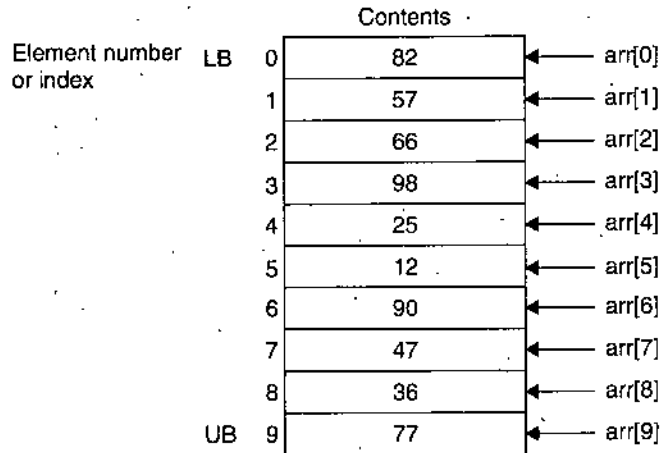 Contents
Element number LB 0 82 arr[0]
or index
1 57 arr[1]
2 66 arr[2]
3 98 arr[3]
4 25 arr[4]
5 12 arr[5]
6 90 arr[6]
7 47 arr[7]
8 36 arr[8]
UB 9 77 arr[9]